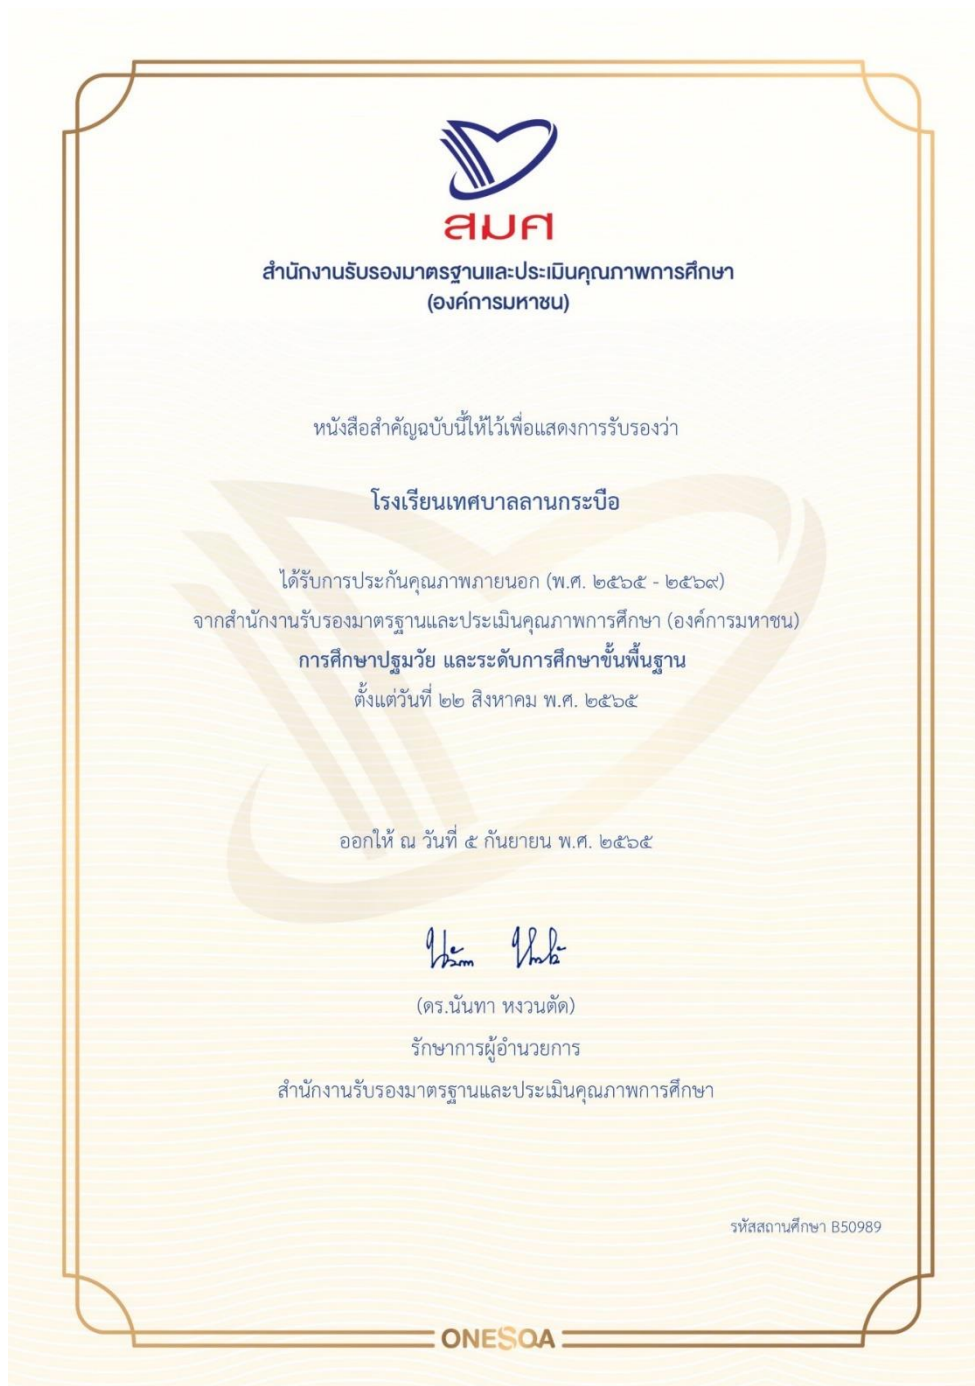 สมศ
สำนักงานรับรองมาตรฐานและประเมินคุณภาพการศึกษา
(องค์การมหาชน)
หนังสือสำคัญฉบับนี้ให้ไว้เพื่อแสดงการรับรองว่า
โรงเรียนเทศบาลลานกระบือ
ได้รับการประกันคุณภาพภายนอก (พ.ศ. ๒๕๖๕ - ๒๕๖๙)
จากสำนักงานรับรองมาตรฐานและประเมินคุณภาพการศึกษา (องค์การมหาชน)
การศึกษาปฐมวัย และระดับการศึกษาขั้นพื้นฐาน
ตั้งแต่วันที่ ๒๒ สิงหาคม พ.ศ. ๒๕๖๕
ออกให้ ณ วันที่ ๕ กันยายน พ.ศ. ๒๕๖๕
(ดร.นันทา หงวนตัด)
รักษาการผู้อำนวยการ
สำนักงานรับรองมาตรฐานและประเมินคุณภาพการศึกษา
รหัสสถานศึกษา B50989
ONESQA